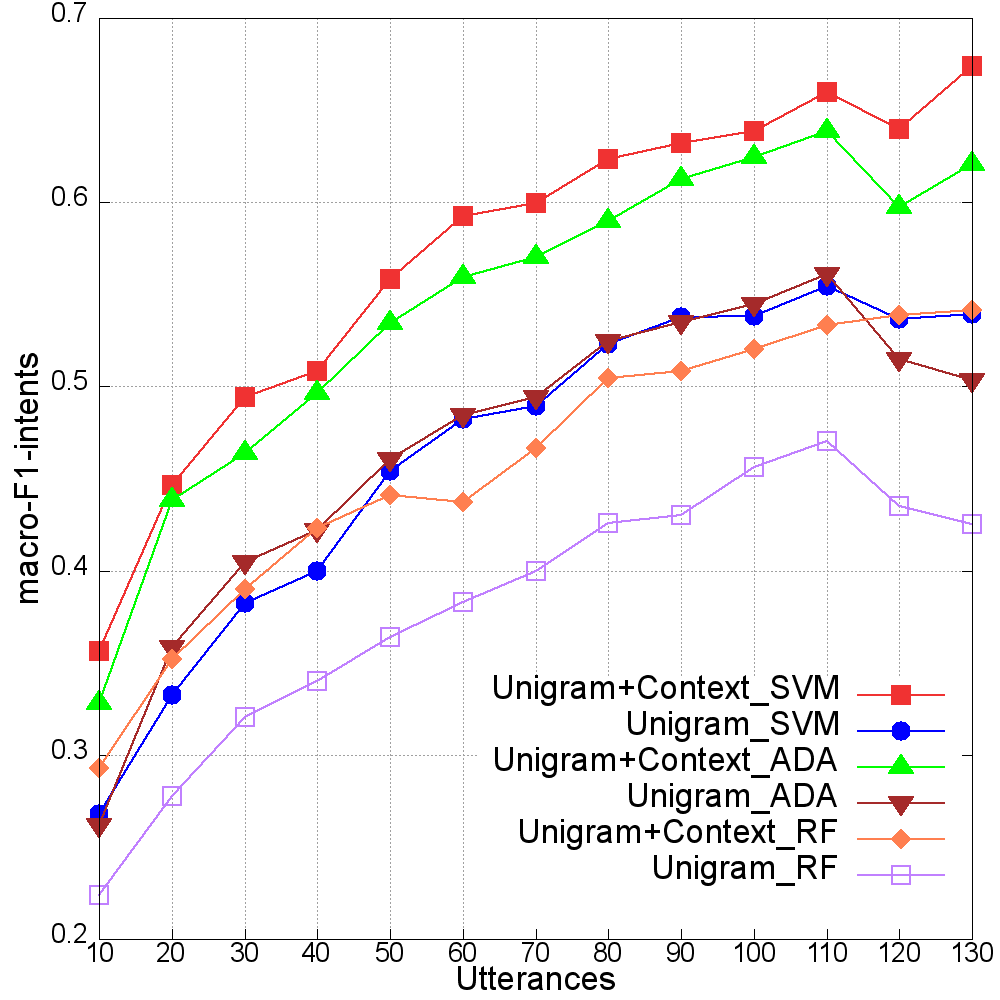 0.7
0.6
0.5
0.4
0.3
0.2
macro-F1-intents
Unigram+Context_SVM
Unigram_SVM
Unigram+Context_ADA
Unigram_ADA
Unigram+Context_RF
Unigram_RF
10 20 30 40 50 60 70 80 90 100 110 120 130
Utterances